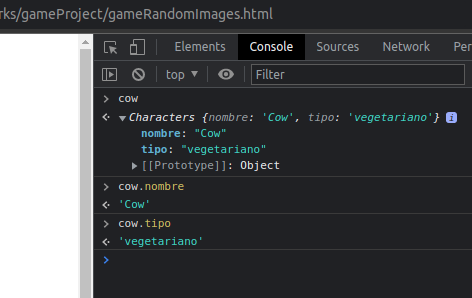 rks/gameProject/gameRandomImages.html
Elements Console Sources Network Per
top Filter
cow
Characters {nombre: 'Cow', tipo: 'vegetariano'} i
nombre: "Cow"
tipo: "vegetariano"
[[Prototype]]: Object
cow.nombre
'Cow'
cow.tipo
'vegetariano'